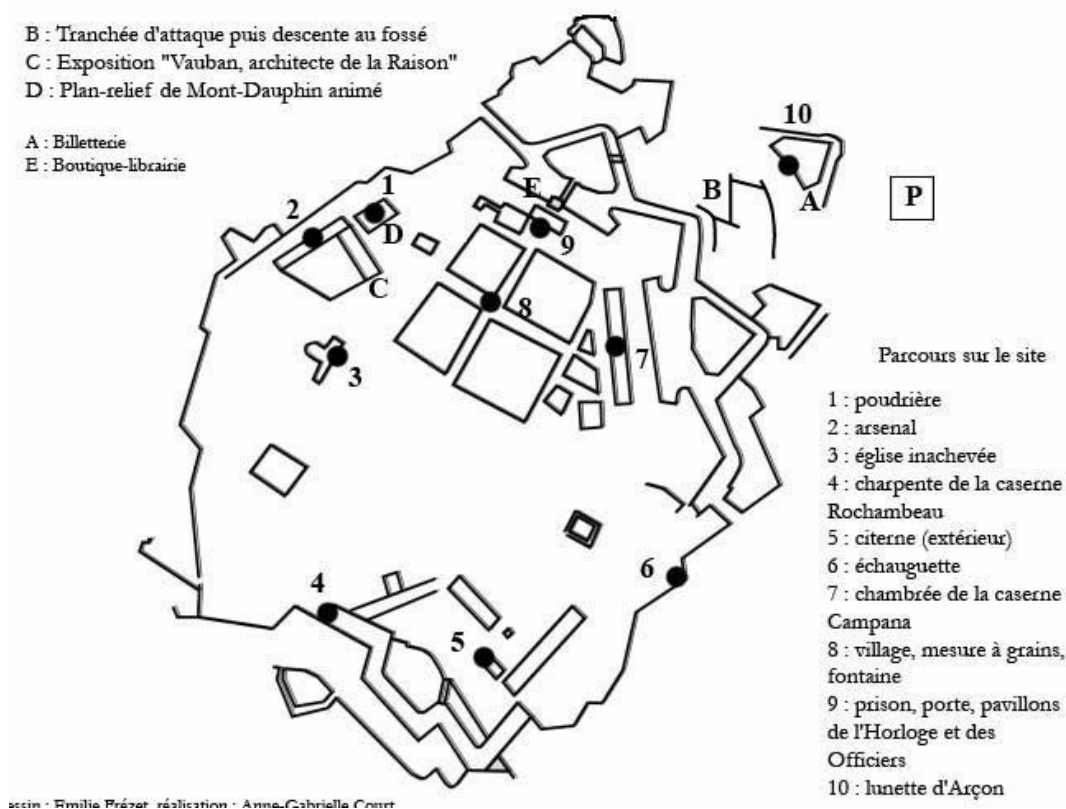 B : Tranchée d'attaque puis descente au fossé
C : Exposition "Vauban, architecte de la Raison"
D : Plan-relief de Mont-Dauphin animé
A : Billetterie
E : Boutique-librairie
10
1
E
B
P
2
D
A
9
C
8
7
3
Parcours sur le site
1 : poudrière
2 : arsenal
3 : église inachevée
4 : charpente de la caserne
Rochambeau
5 : citerne (extérieur)
6 : échauguette
7 : chambrée de la caserne
Campana
8 : village, mesure à grains,
fontaine
9 : prison, porte, pavillons
de l'Horloge et des
Officiers
10 : lunette d'Arçon
6
4
5
essin : Emilie Frézet, réalisation : Anne-Gabrielle Court